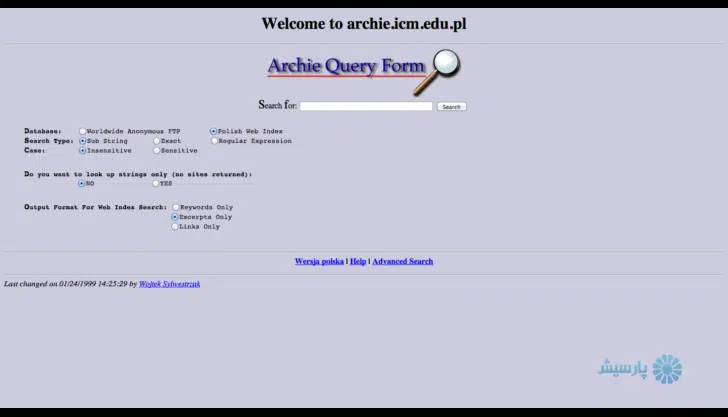 Welcome to archie.icm.edu.pl
Archie Query Form
Search for: Search
Database: Worldwide Anonymous FTP Polish Web Index
Search Type: Sub String Exact Regular Expression
Case: Insensitive Sensitive
Do you want to look up strings only (no sites returned):
NO YES
Output Format For Web Index Search: Keywords Only
Excerpts Only
Links Only
Wersja polska | Help | Advanced Search
Last changed on 01/24/1999 14:25:29 by Wojtek Sylwestrzak
پارسیش